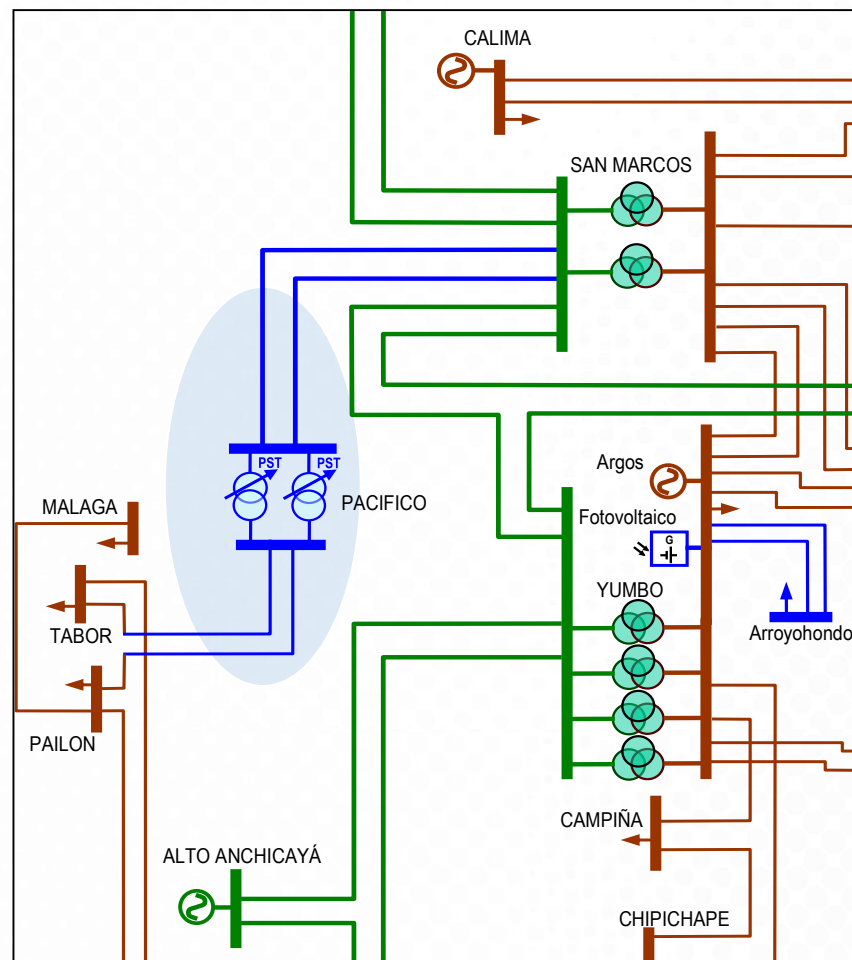 CALIMA
SAN MARCOS
PST
PST
Argos
MALAGA
PACIFICO
Fotovoltaico
G
YUMBO
TABOR
Arroyohondo
PAILON
CAMPIÑA
ALTO ANCHICAYÁ
CHIPICHAPE